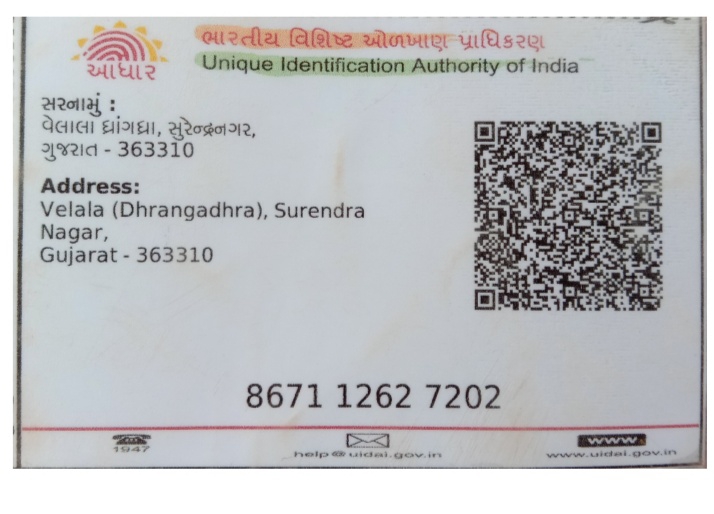 ભારતીય વિશિષ્ટ ઓળખાણ પ્રાધિકરણ
Unique Identification Authority of India
આધાર
સરનામું :
વેલાલા ધ્રાંગધ્રા, સુરેન્દ્રનગર,
ગુજરાત - 363310
Address:
Velala (Dhrangadhra), Surendra
Nagar,
Gujarat - 363310
8671 1262 7202
1947
help@uidai.gov.in
www
www.uidai.gov.in